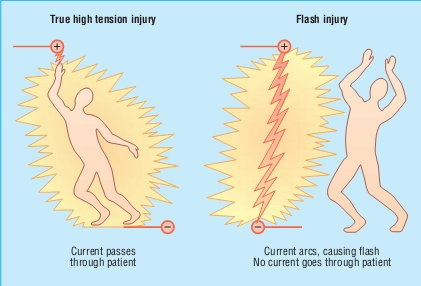 True high tension injury
Flash injury
+
+
−
−
Current passes
through patient
Current arcs, causing flash
No current goes through patient